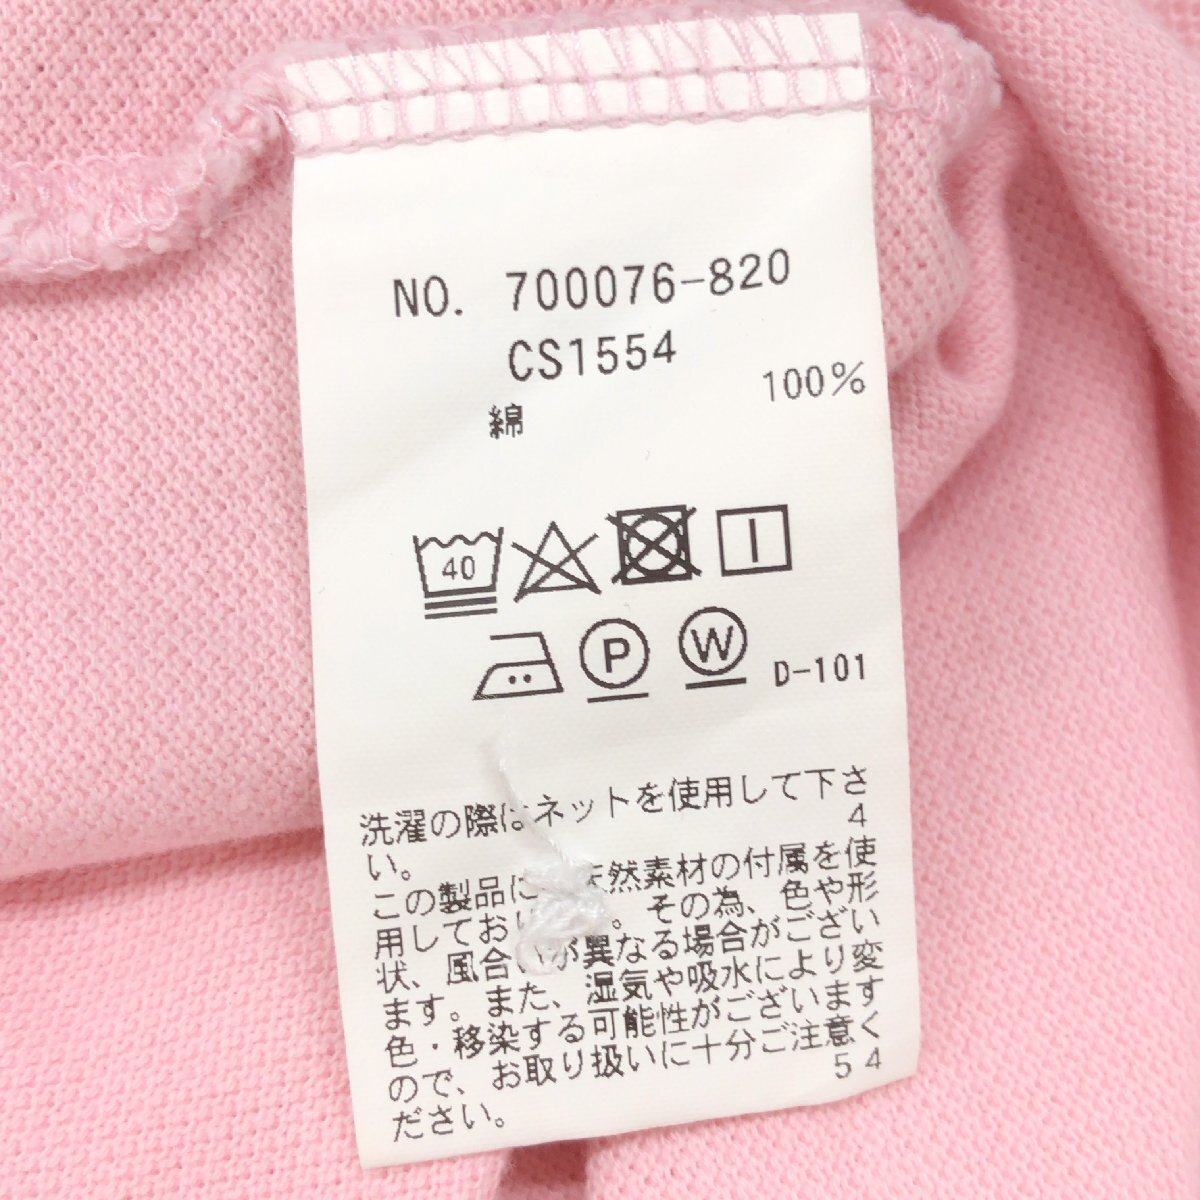 NO. 700076-820
CS1554
綿 100%
40
P W D-101
洗濯の際はネットを使用して下さ
4
い。
この製品に 天然素材の付属を使
用しており 。その為、色や形
状、風合いが異なる場合がござい
ます。また、湿気や吸水により変
色・移染する可能性がございます
ので、お取り扱いに十分ご注意く
54
ださい。